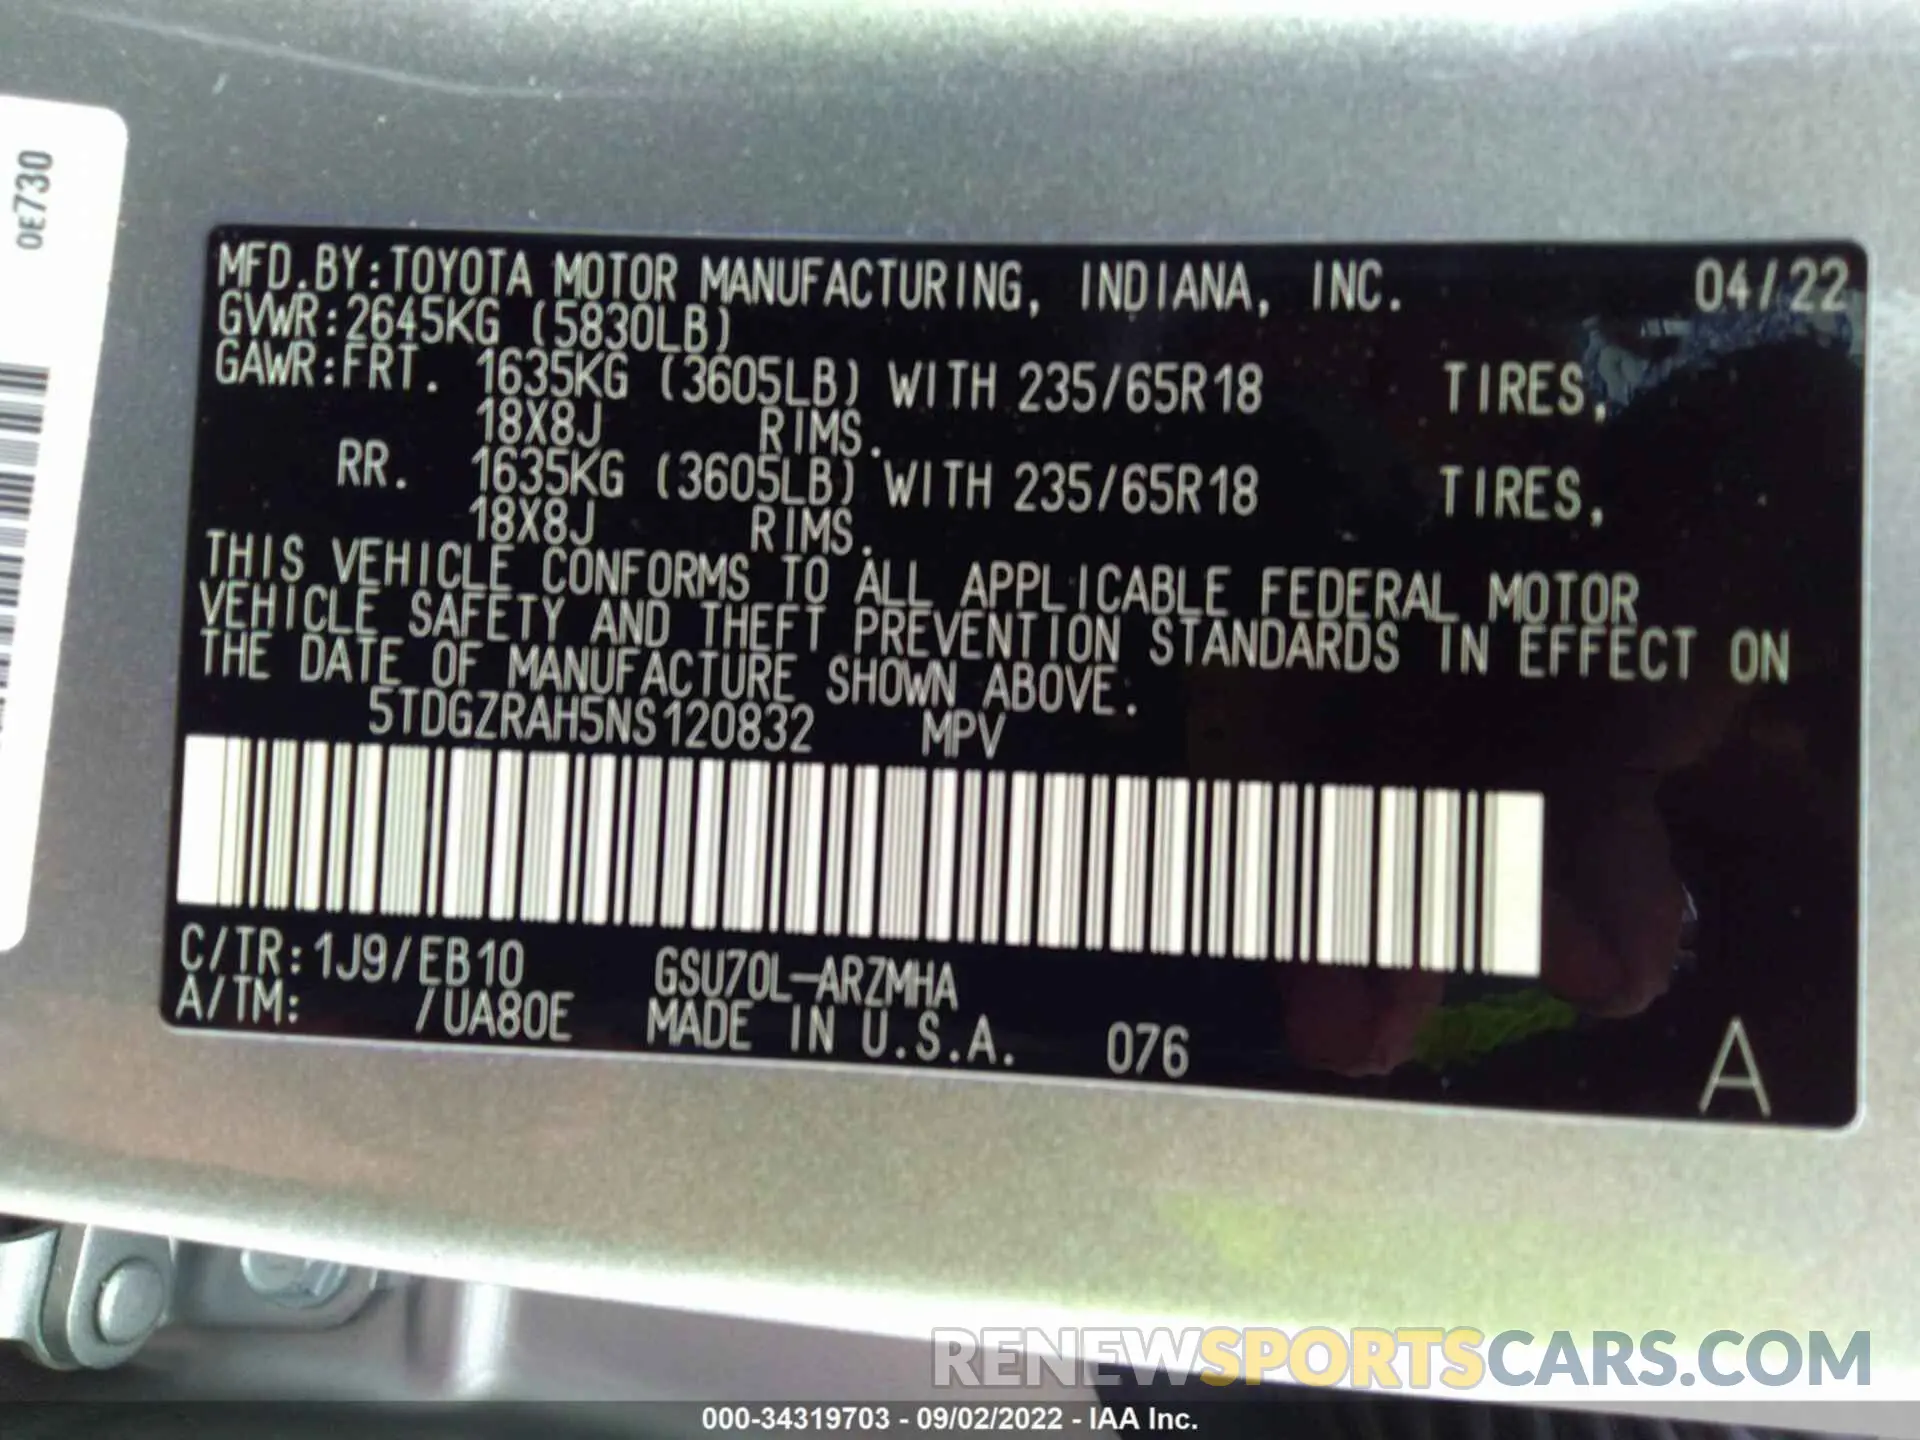 0E730
MFD.BY:TOYOTA MOTOR MANUFACTURING, INDIANA, INC. 04/22
GVWR:2645KG (5830LB)
GAWR:FRT. 1635KG (3605LB) WITH 235/65R18 TIRES,
18X8J RIMS.
RR. 1635KG (3605LB) WITH 235/65R18 TIRES,
18X8J RIMS.
THIS VEHICLE CONFORMS TO ALL APPLICABLE FEDERAL MOTOR
VEHICLE SAFETY AND THEFT PREVENTION STANDARDS IN EFFECT ON
THE DATE OF MANUFACTURE SHOWN ABOVE.
5TDGZRAH5NS120832 MPV
C/TR:1J9/EB10 GSU70L-ARZMHA
A/TM: /UA80E MADE IN U.S.A. 076
A
RENEWSPORTSCARS.COM
000-34319703 - 09/02/2022 - IAA Inc.